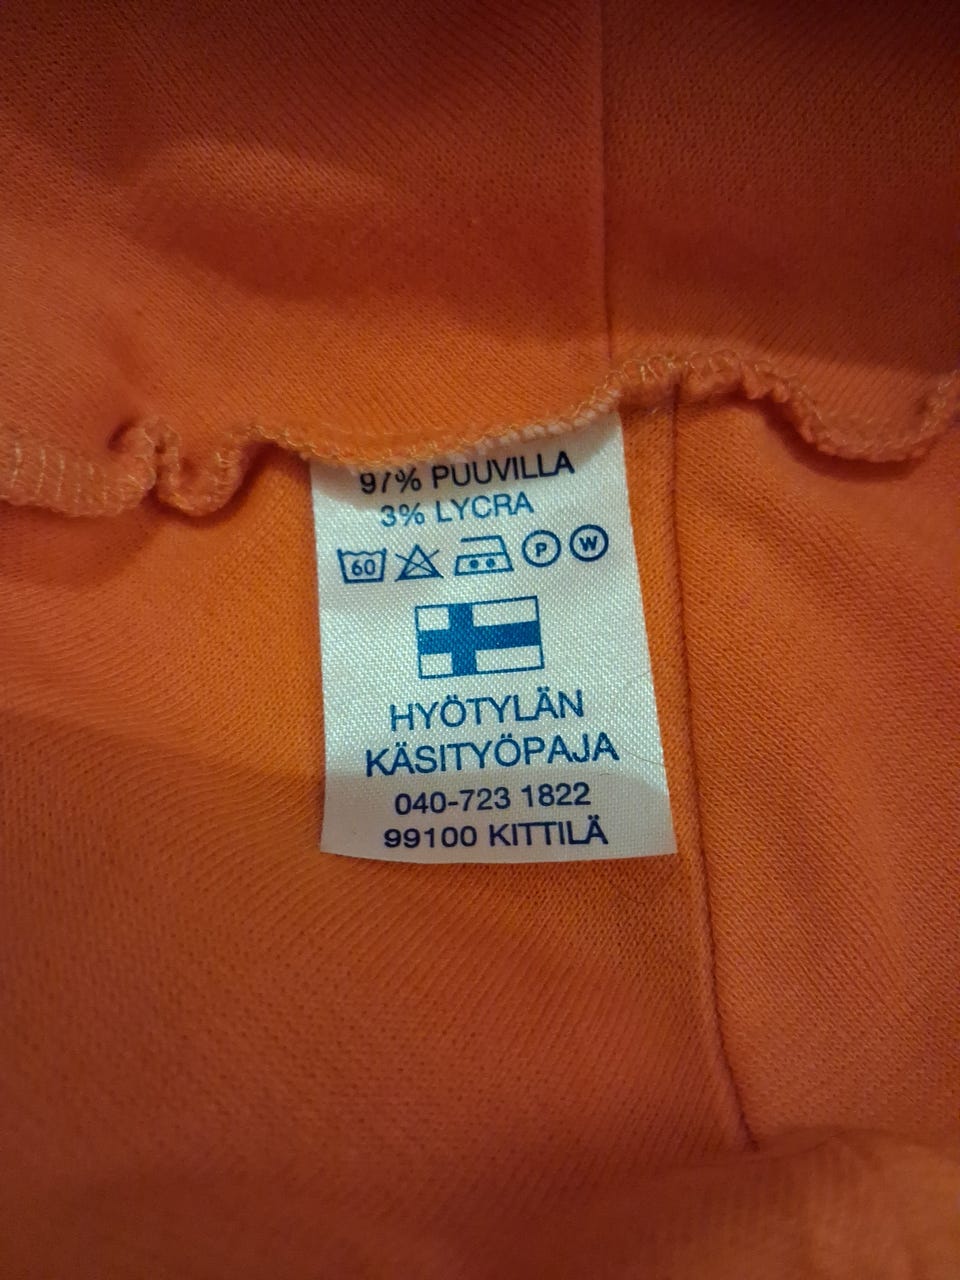 97% PUUVILLA
3% LYCRA
60 P W
HYÖTYLÄN
KÄSITYÖPAJA
040-723 1822
99100 KITTILÄ